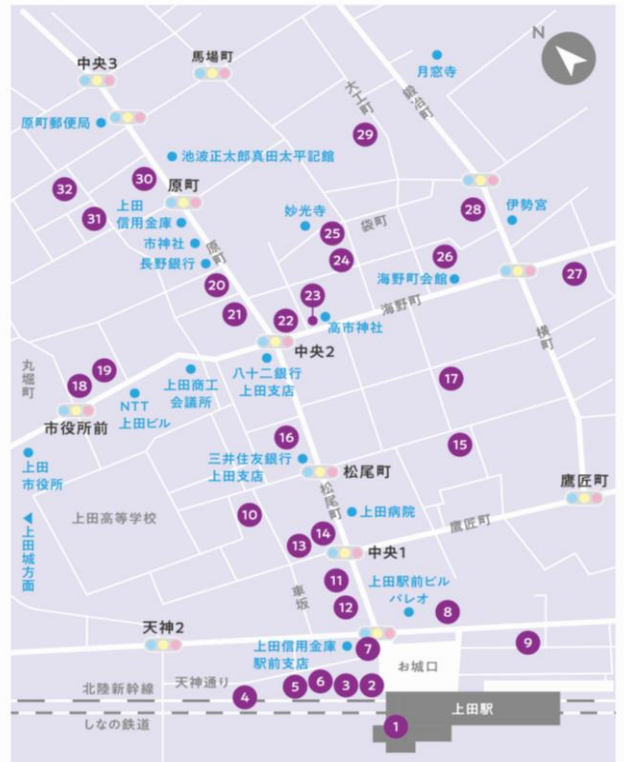 N
中央3
馬場町
月窓寺
大工町
鍛冶町
原町郵便局
29
池波正太郎真田太平記館
32
30
原町
31
上田
信用金庫
妙光寺
袋町
28
伊勢宮
25
市神社
原町
長野銀行
24
26
海野町会館
27
20
23
海野町
21
22
高市神社
横町
中央2
丸堀町
19
18
上田商工
会議所
八十二銀行
上田支店
17
NTT
上田ビル
市役所前
16
15
上田
市役所
三井住友銀行
上田支店
松尾町
鷹匠町
松尾町
10
上田病院
上田高等学校
鷹匠町
14
13
中央1
◀上田城方面
11
上田駅前ビル
パレオ
車坂
12
8
天神2
上田信用金庫
駅前支店
7
9
お城口
天神通り
北陸新幹線
4
5
6
3
2
上田駅
しなの鉄道
1